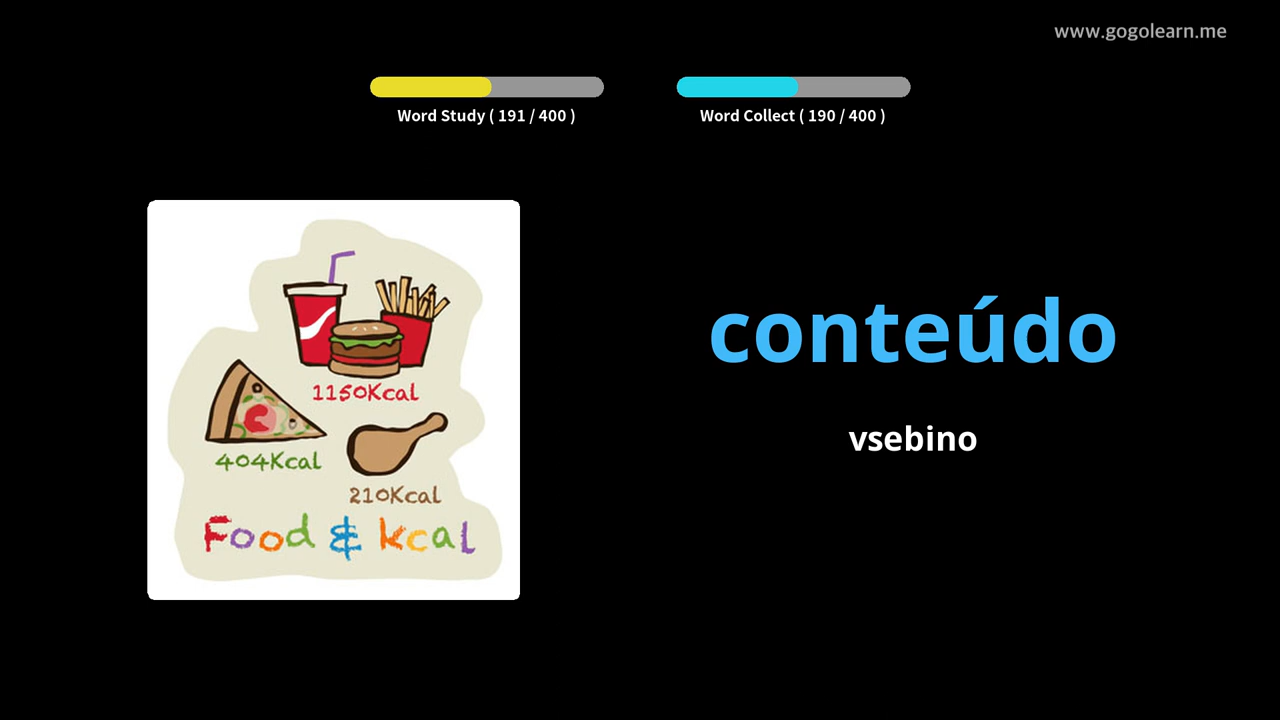 www.gogolearn.me
Word Study ( 191 / 400 )
Word Collect ( 190 / 400 )
1150Kcal
404Kcal
210Kcal
Food & kcal
conteúdo
vsebino